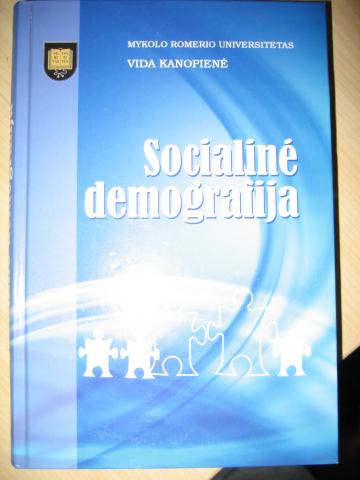 MYKOLO ROMERIO UNIVERSITETAS
VIDA KANOPIENĖ
Socialinė
demografija